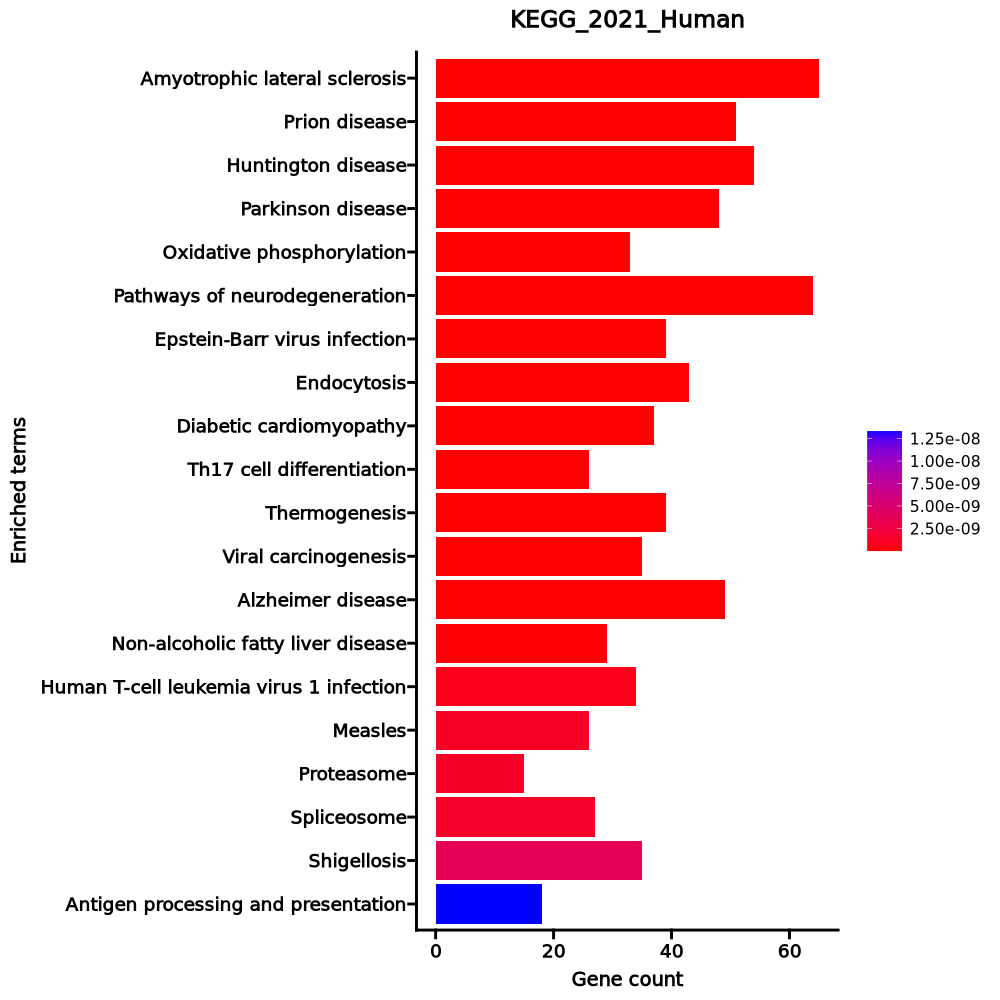 KEGG_2021_Human
Enriched terms
Amyotrophic lateral sclerosis
Prion disease
Huntington disease
Parkinson disease
Oxidative phosphorylation
Pathways of neurodegeneration
Epstein-Barr virus infection
Endocytosis
Diabetic cardiomyopathy
Th17 cell differentiation
Thermogenesis
Viral carcinogenesis
Alzheimer disease
Non-alcoholic fatty liver disease
Human T-cell leukemia virus 1 infection
Measles
Proteasome
Spliceosome
Shigellosis
Antigen processing and presentation
0 20 40 60
Gene count
1.25e-08
1.00e-08
7.50e-09
5.00e-09
2.50e-09